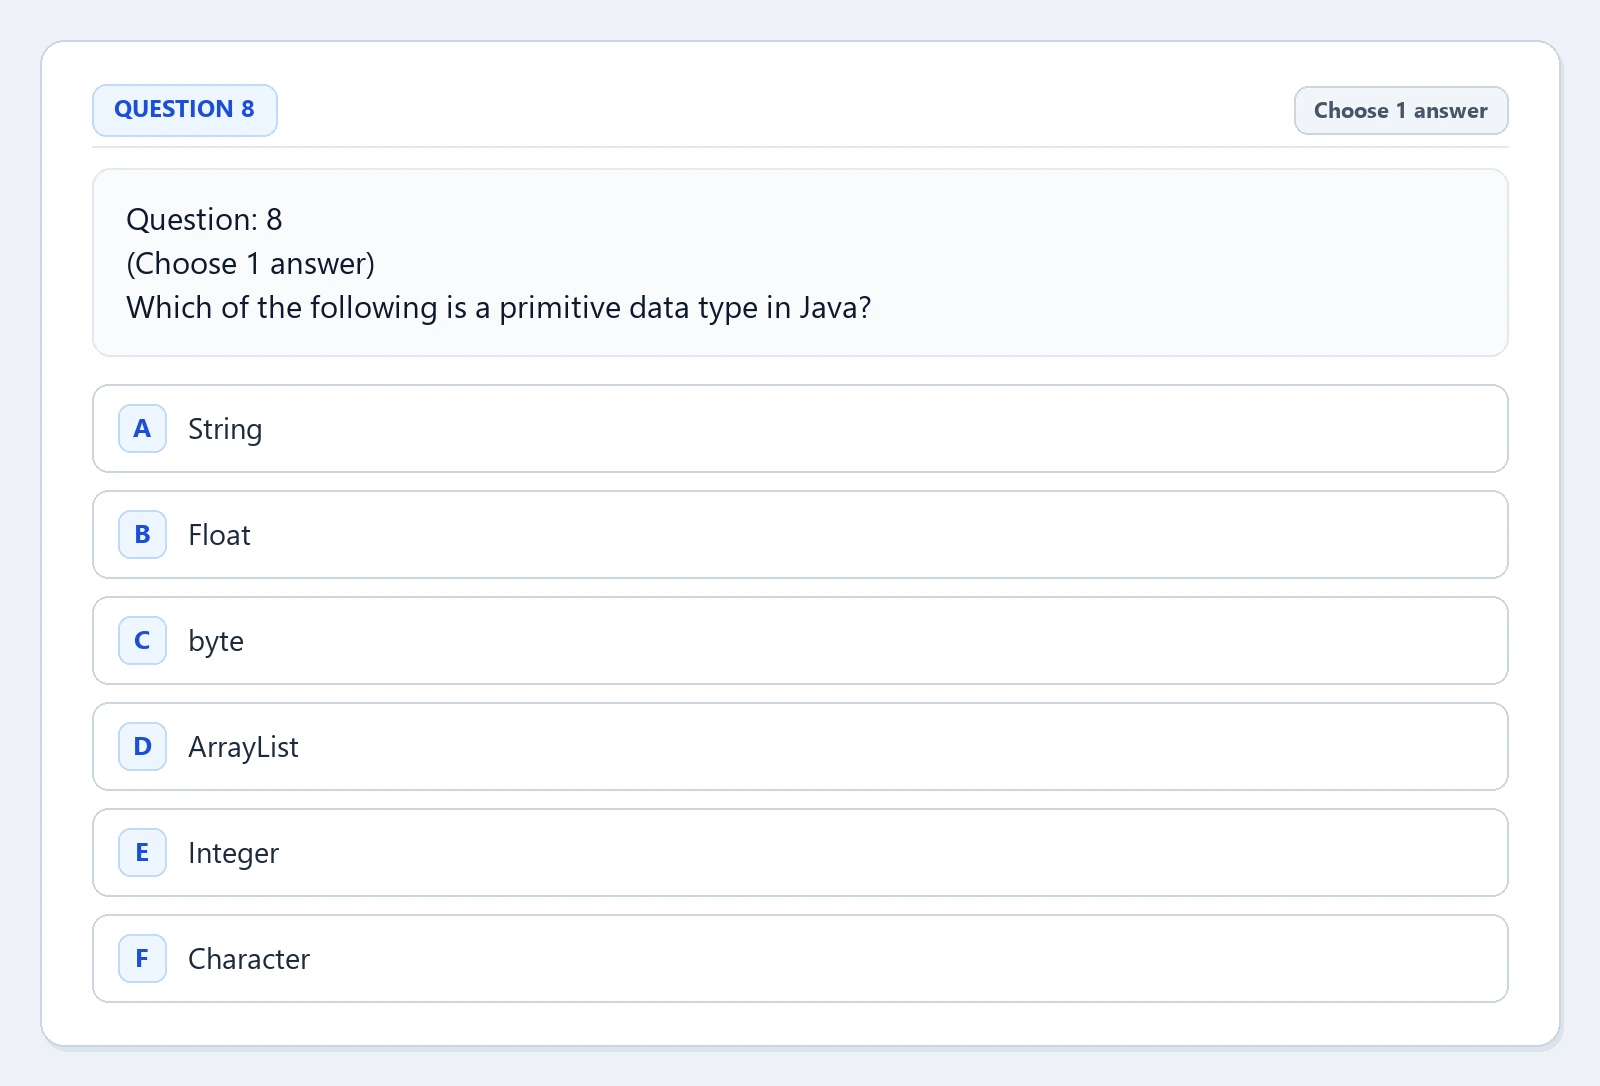 QUESTION 8
Choose 1 answer
Question: 8
(Choose 1 answer)
Which of the following is a primitive data type in Java?
A String
B Float
C byte
D ArrayList
E Integer
F Character